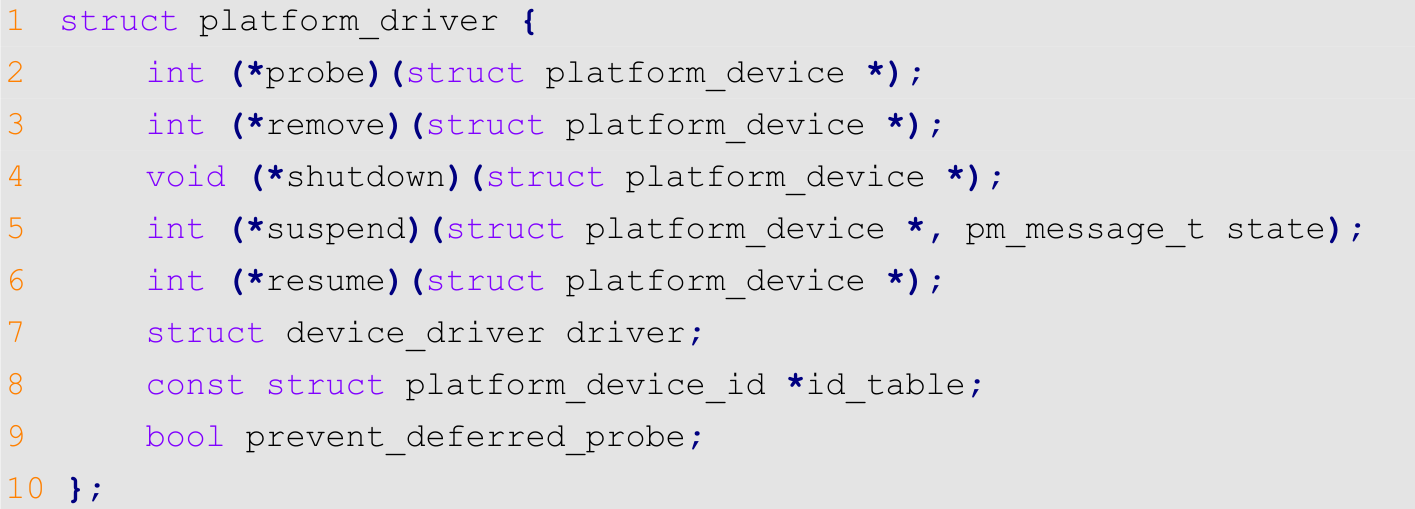 1 struct platform_driver {
2 int (*probe)(struct platform_device *);
3 int (*remove)(struct platform_device *);
4 void (*shutdown)(struct platform_device *);
5 int (*suspend)(struct platform_device *, pm_message_t state);
6 int (*resume)(struct platform_device *);
7 struct device_driver driver;
8 const struct platform_device_id *id_table;
9 bool prevent_deferred_probe;
10 };